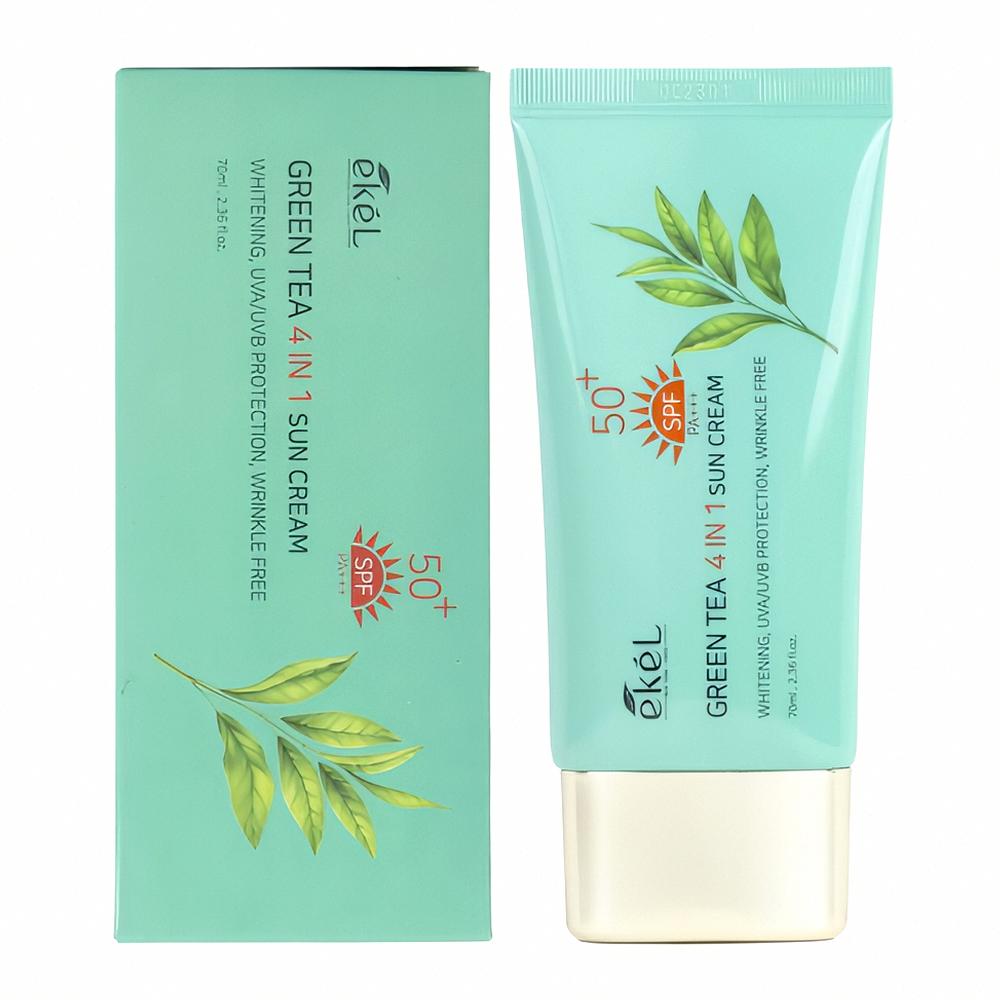 ekéL
GREEN TEA 4 IN 1 SUN CREAM
WHITENING, UVA/UVB PROTECTION, WRINKLE FREE
70ml . 2.36 fl.oz.
50+
SPF
PA+++
50+
SPF
PA+++
ekéL
GREEN TEA 4 IN 1 SUN CREAM
WHITENING, UVA/UVB PROTECTION, WRINKLE FREE
70ml . 2.36 fl.oz.